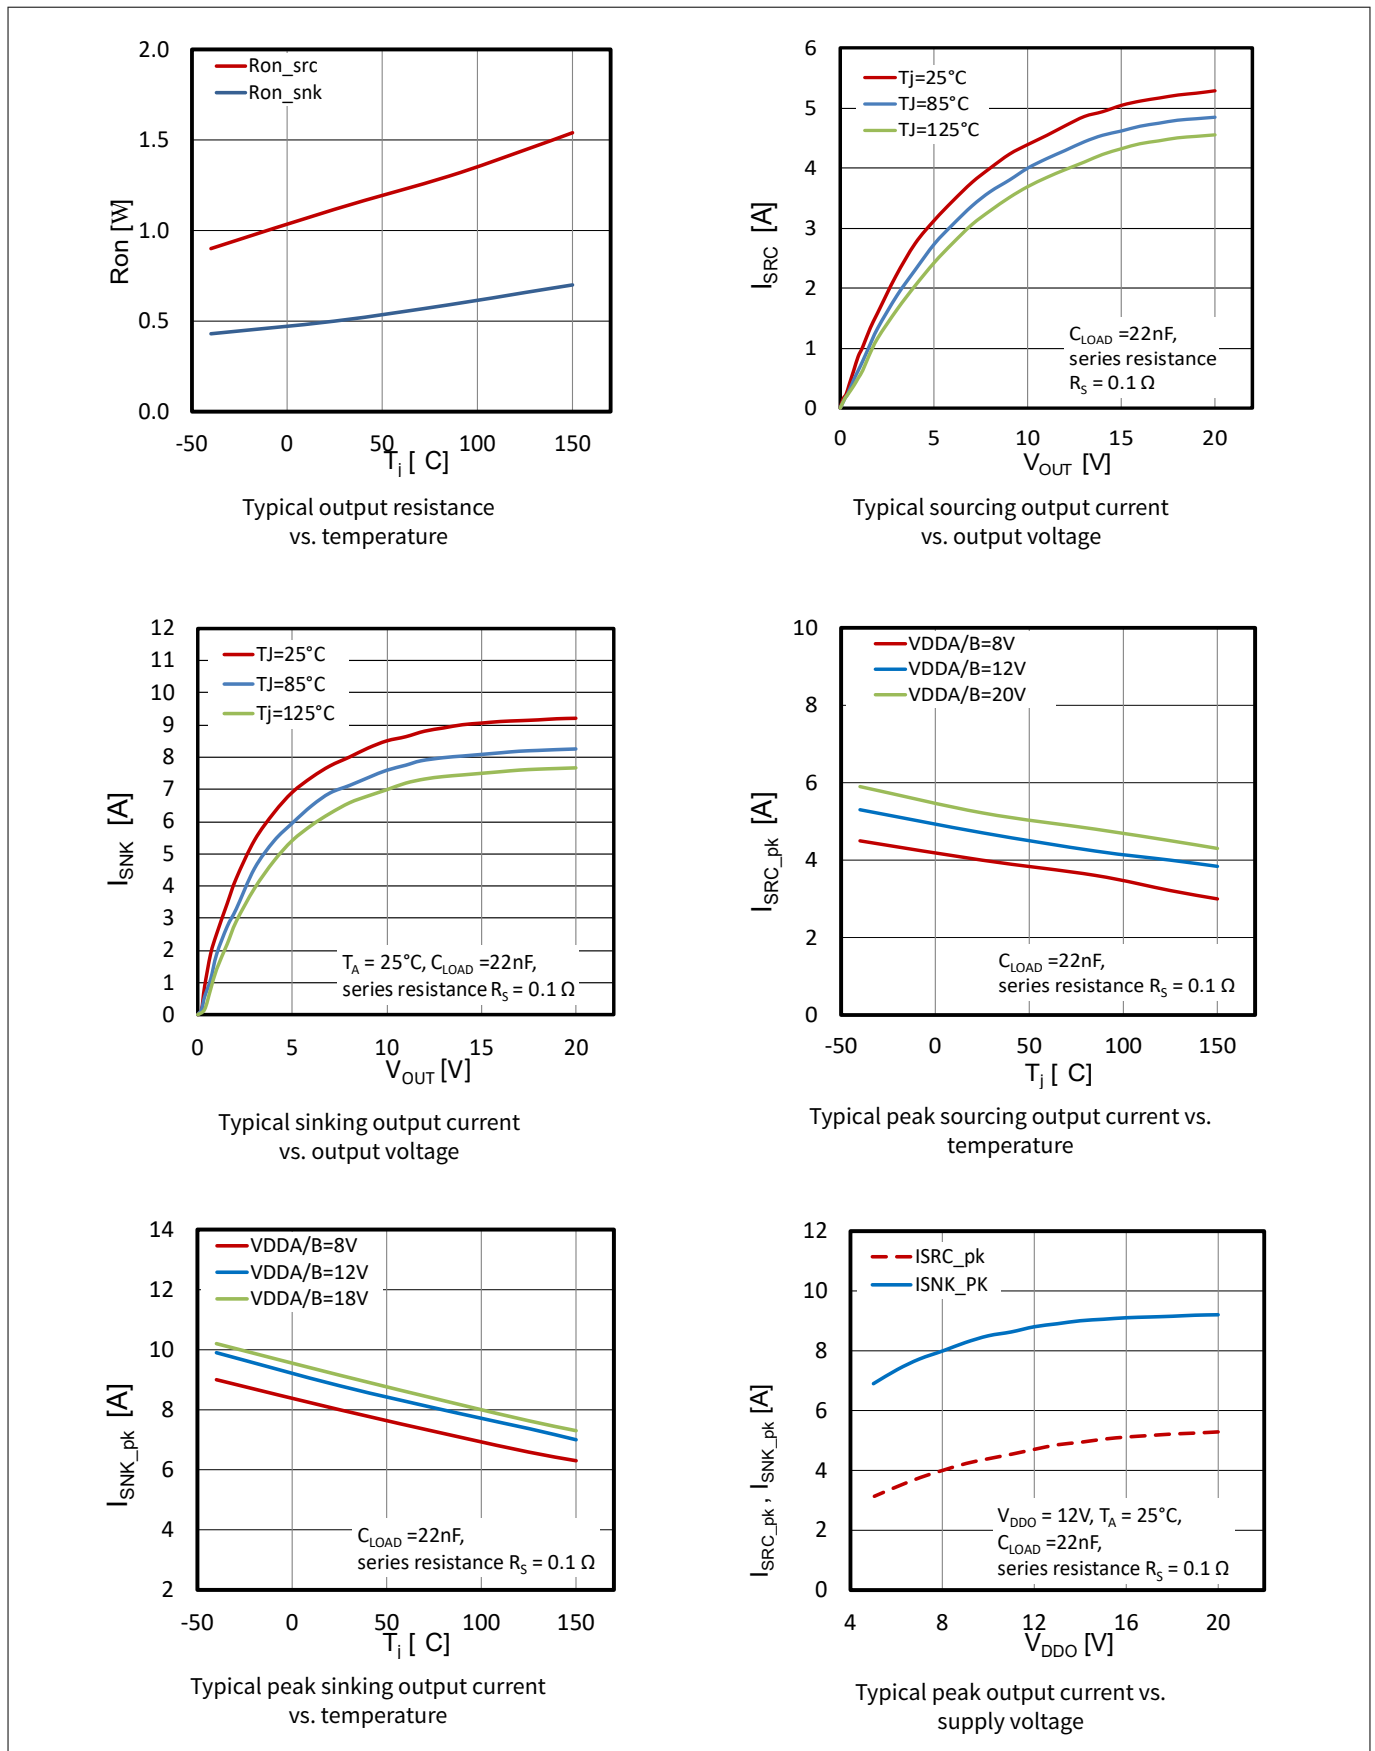 2.0
1.5
1.0
0.5
0.0
Ron [W]
Ron_src
Ron_snk
-50 0 50 100 150
Tj [ C]
Typical output resistance
vs. temperature
6
5
4
3
2
1
0
ISRC [A]
Tj=25°C
TJ=85°C
TJ=125°C
CLOAD =22nF,
series resistance
RS = 0.1 Ω
0 5 10 15 20
VOUT [V]
Typical sourcing output current
vs. output voltage
12
11
10
9
8
7
6
5
4
3
2
1
0
ISNK [A]
TJ=25°C
TJ=85°C
Tj=125°C
TA = 25°C, CLOAD =22nF,
series resistance RS = 0.1 Ω
0 5 10 15 20
VOUT [V]
Typical sinking output current
vs. output voltage
10
8
6
4
2
0
ISRC_pk [A]
VDDA/B=8V
VDDA/B=12V
VDDA/B=20V
CLOAD =22nF,
series resistance RS = 0.1 Ω
-50 0 50 100 150
Tj [ C]
Typical peak sourcing output current vs.
temperature
14
12
10
8
6
4
2
ISNK_pk [A]
VDDA/B=8V
VDDA/B=12V
VDDA/B=18V
CLOAD =22nF,
series resistance RS = 0.1 Ω
-50 0 50 100 150
Tj [ C]
Typical peak sinking output current
vs. temperature
12
10
8
6
4
2
0
ISRC_pk , ISNK_pk [A]
ISRC_pk
ISNK_PK
VDDO = 12V, TA = 25°C,
CLOAD =22nF,
series resistance RS = 0.1 Ω
4 8 12 16 20
VDDO [V]
Typical peak output current vs.
supply voltage